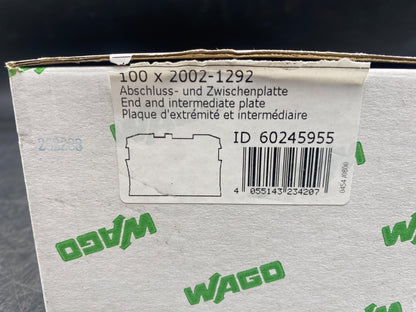 100 x 2002-1292
Abschluss- und Zwischenplatte
End and intermediate plate
Plaque d'extrémité et intermédiaire
ID 60245955
4 055143 234207
WAGO
WAGO